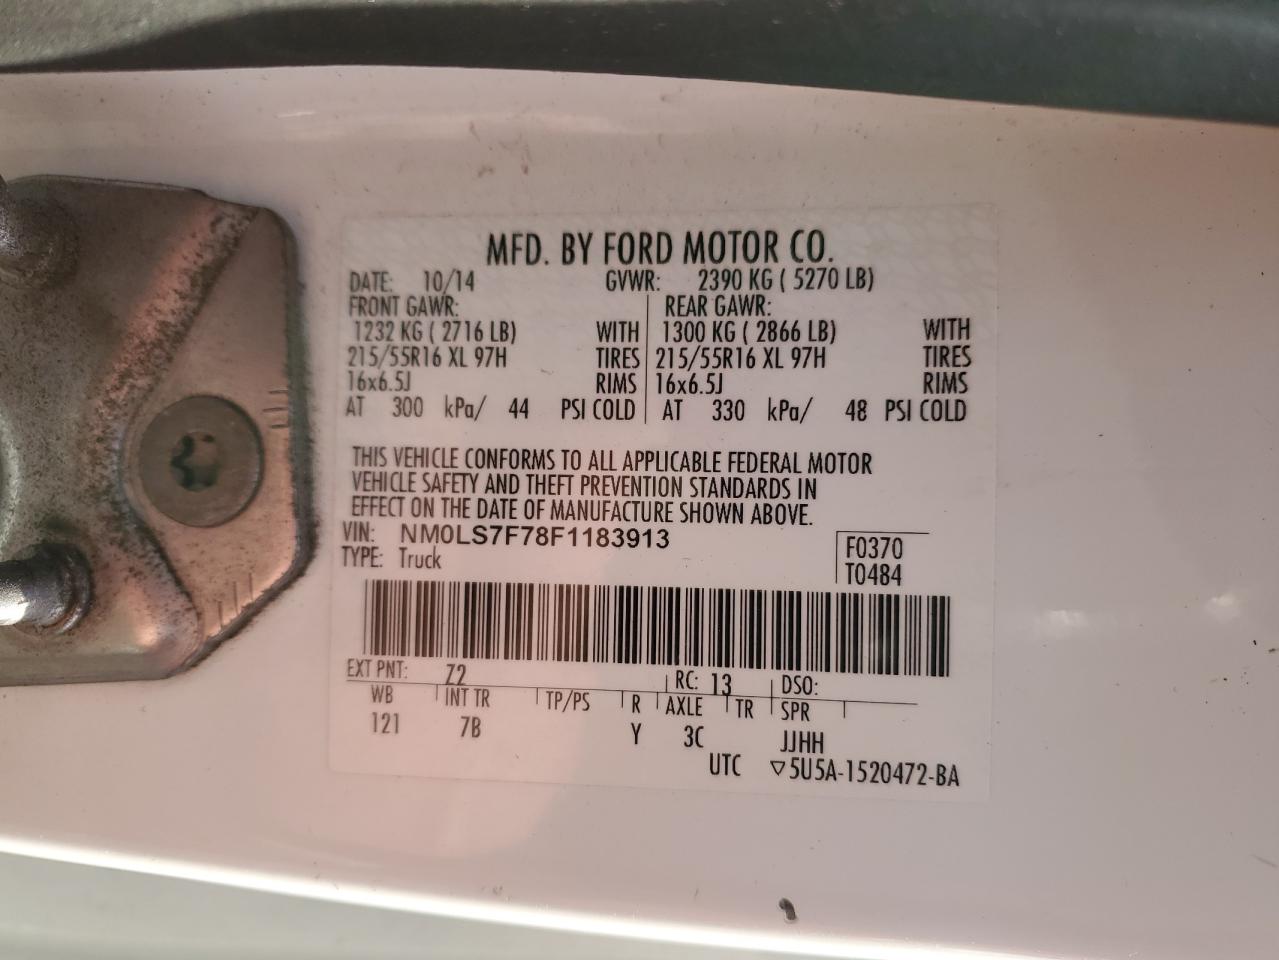 MFD. BY FORD MOTOR CO.
DATE: 10/14 GVWR: 2390 KG ( 5270 LB)
FRONT GAWR: REAR GAWR:
1232 KG ( 2716 LB) WITH 1300 KG ( 2866 LB) WITH
215/55R16 XL 97H TIRES 215/55R16 XL 97H TIRES
16x6.5J RIMS 16x6.5J RIMS
AT 300 kPa/ 44 PSI COLD AT 330 kPa/ 48 PSI COLD
THIS VEHICLE CONFORMS TO ALL APPLICABLE FEDERAL MOTOR
VEHICLE SAFETY AND THEFT PREVENTION STANDARDS IN
EFFECT ON THE DATE OF MANUFACTURE SHOWN ABOVE.
VIN: NM0LS7F78F1183913
TYPE: Truck
F0370
T0484
EXT PNT: Z2 RC: 13 DSO:
WB INT TR TP/PS R AXLE TR SPR
121 7B Y 3C JJHH
UTC ▽5U5A-1520472-BA